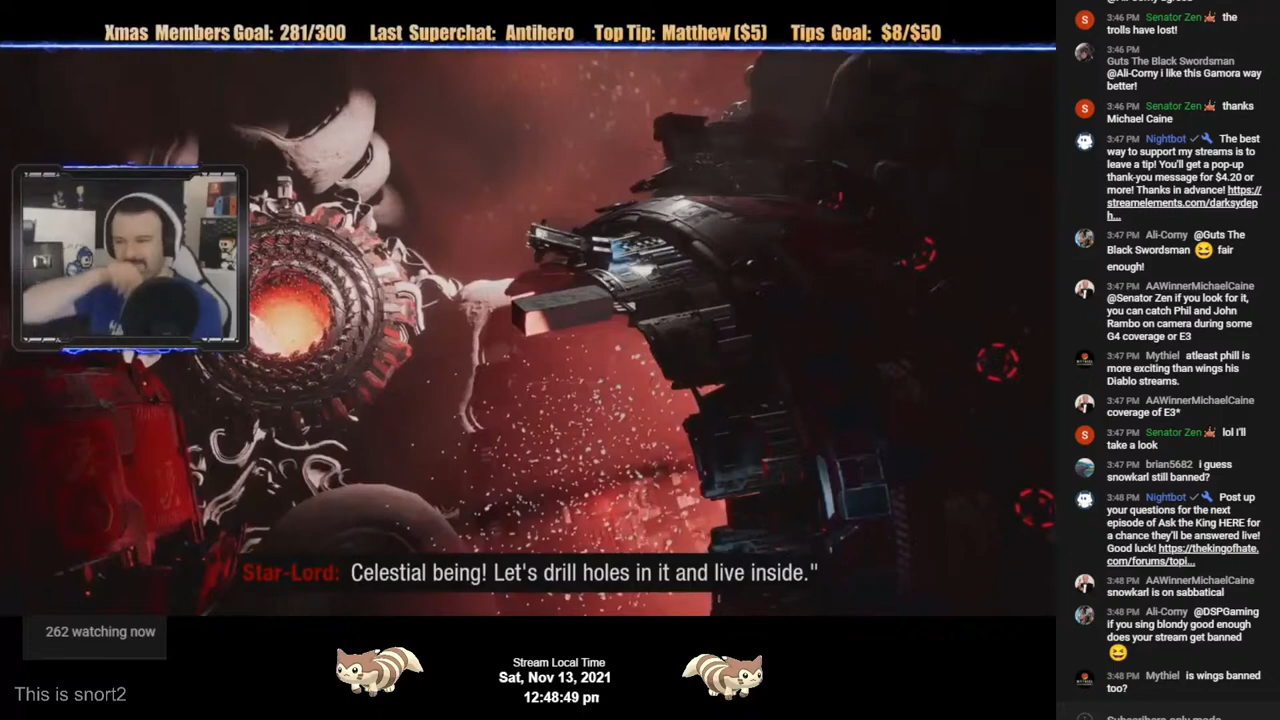 Xmas Members Goal: 281/300 Last Superchat: Antihero Top Tip: Matthew ($5) Tips Goal: $8/$50
Star-Lord: Celestial being! Let's drill holes in it and live inside."
262 watching now
This is snort2
Stream Local Time
Sat, Nov 13, 2021
12:48:49 pm
3:46 PM Senator Zen the
trolls have lost!
3:46 PM
Guts The Black Swordsman
@Ali-Corny i like this Gamora way
better!
3:46 PM Senator Zen thanks
Michael Caine
3:47 PM Nightbot The best
way to support my streams is to
leave a tip! You'll get a pop-up
thank-you message for $4.20 or
more! Thanks in advance! https://
streamelements.com/darksydep
h...
3:47 PM Ali-Corny @Guts The
Black Swordsman 😆 fair
enough!
3:47 PM AAWinnerMichaelCaine
@Senator Zen if you look for it,
you can catch Phil and John
Rambo on camera during some
G4 coverage or E3
3:47 PM Mythiel atleast phill is
more exciting than wings his
Diablo streams.
3:47 PM AAWinnerMichaelCaine
coverage of E3*
3:47 PM Senator Zen lol I'll
take a look
3:47 PM brian5682 i guess
snowkarl still banned?
3:48 PM Nightbot Post up
your questions for the next
episode of Ask the King HERE for
a chance they'll be answered live!
Good luck! https://thekingofhate.
com/forums/topi...
3:48 PM AAWinnerMichaelCaine
snowkarl is on sabbatical
3:48 PM Ali-Corny @DSPGaming
if you sing blondy good enough
does your stream get banned
😆
3:48 PM Mythiel is wings banned
too?
Subscribers-only mode